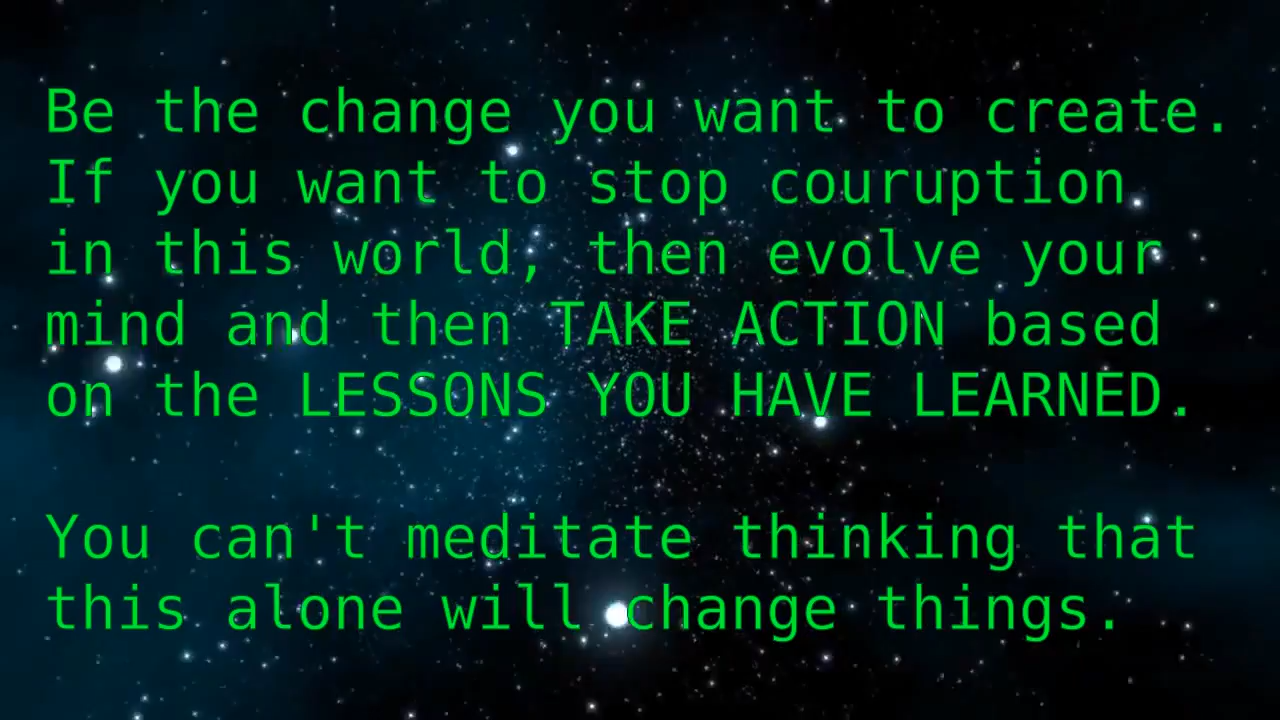 Be the change you want to create.
If you want to stop couruption
in this world, then evolve your
mind and then TAKE ACTION based
on the LESSONS YOU HAVE LEARNED.
You can't meditate thinking that
this alone will change things.